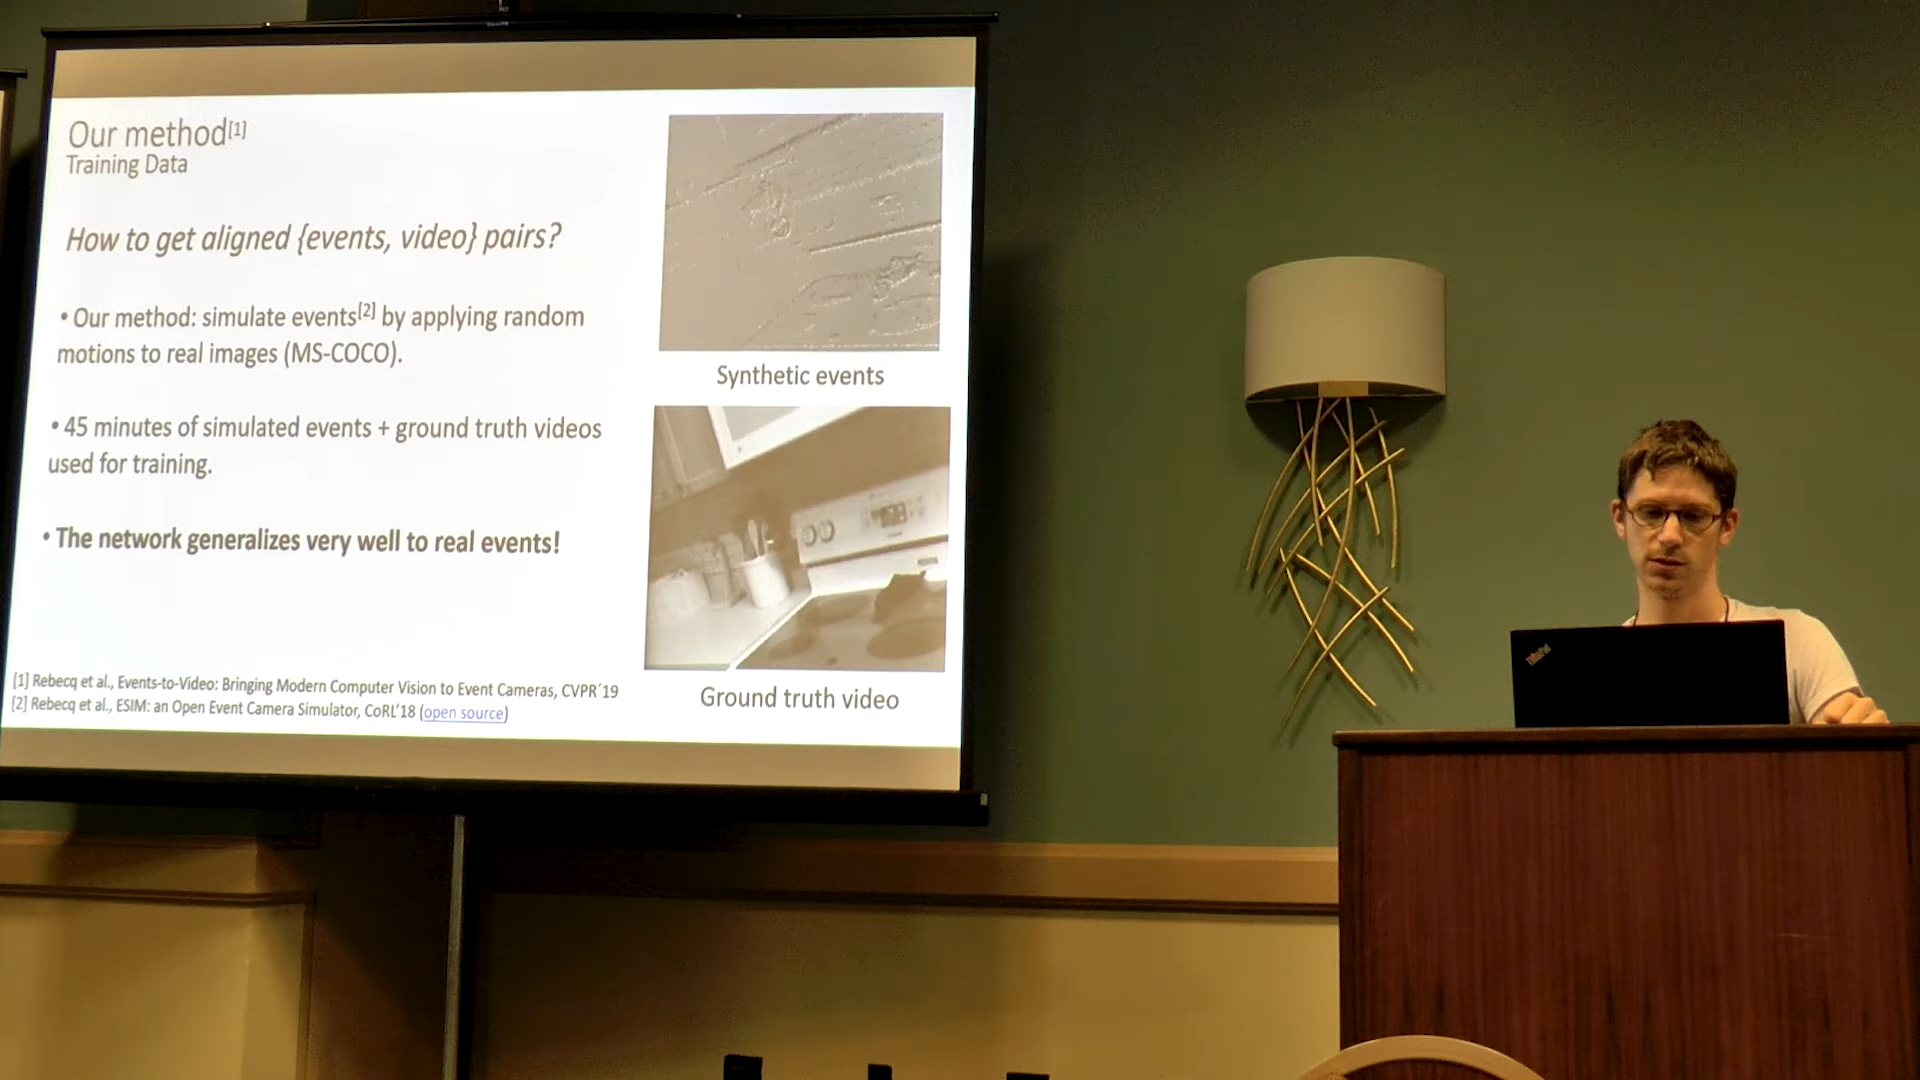 Our method[1]
Training Data
How to get aligned {events, video} pairs?
• Our method: simulate events[2] by applying random
motions to real images (MS-COCO).
• 45 minutes of simulated events + ground truth videos
used for training.
• The network generalizes very well to real events!
[1] Rebecq et al., Events-to-Video: Bringing Modern Computer Vision to Event Cameras, CVPR´19
[2] Rebecq et al., ESIM: an Open Event Camera Simulator, CoRL’18 (open source)
Synthetic events
Ground truth video
ThinkPad